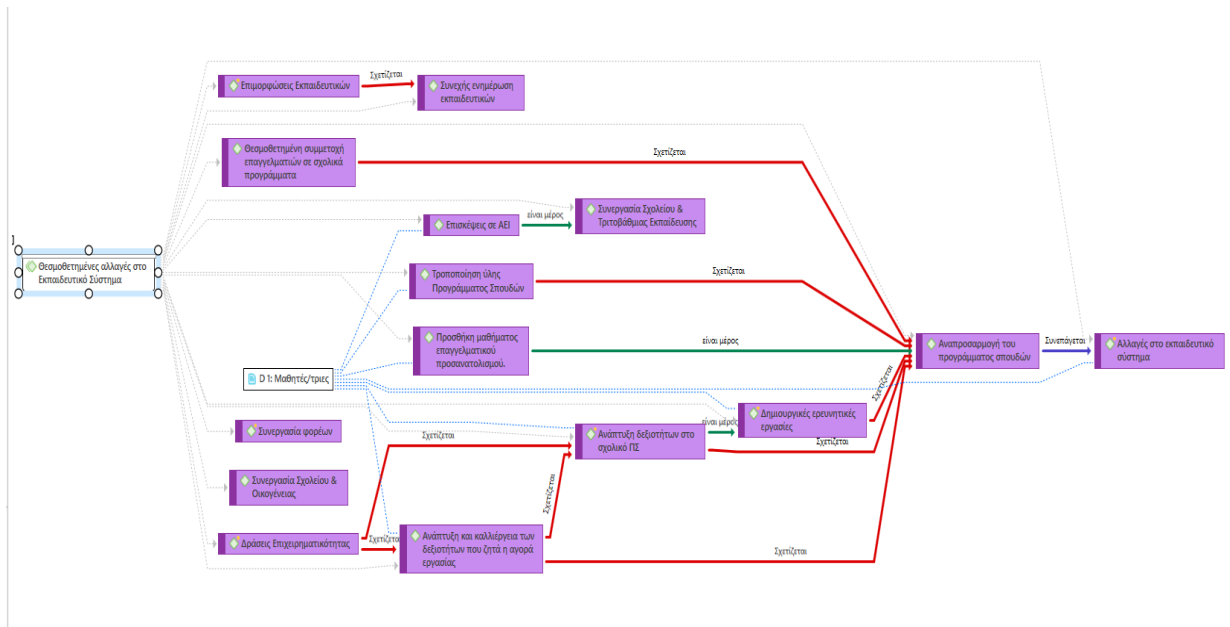 Σχετίζεται
Επιμορφώσεις Εκπαιδευτικών
Συνεχής ενημέρωση
εκπαιδευτικών
Θεσμοθετημένη συμμετοχή
επαγγελματιών σε σχολικά
προγράμματα
Σχετίζεται
Επισκέψεις σε ΑΕΙ
είναι μέρος
Συνεργασία Σχολείου &
Τριτοβάθμιας Εκπαίδευσης
Θεσμοθετημένες αλλαγές στο
Εκπαιδευτικό Σύστημα
Τροποποίηση ύλης
Προγράμματος Σπουδών
Σχετίζεται
Προσθήκη μαθήματος
επαγγελματικού
προσανατολισμού.
είναι μέρος
Αναπροσαρμογή του
προγράμματος σπουδών
Συνεπάγεται
Αλλαγές στο εκπαιδευτικό
σύστημα
D 1: Μαθητές/τριες
Σχετίζεται
Δημιουργικές ερευνητικές
εργασίες
Συνεργασία φορέων
Σχετίζεται
Ανάπτυξη δεξιοτήτων στο
σχολικό ΠΣ
είναι μέρος
Σχετίζεται
Συνεργασία Σχολείου &
Οικογένειας
Σχετίζεται
Δράσεις Επιχειρηματικότητας
Σχετίζεται
Ανάπτυξη και καλλιέργεια των
δεξιοτήτων που ζητά η αγορά
εργασίας
Σχετίζεται